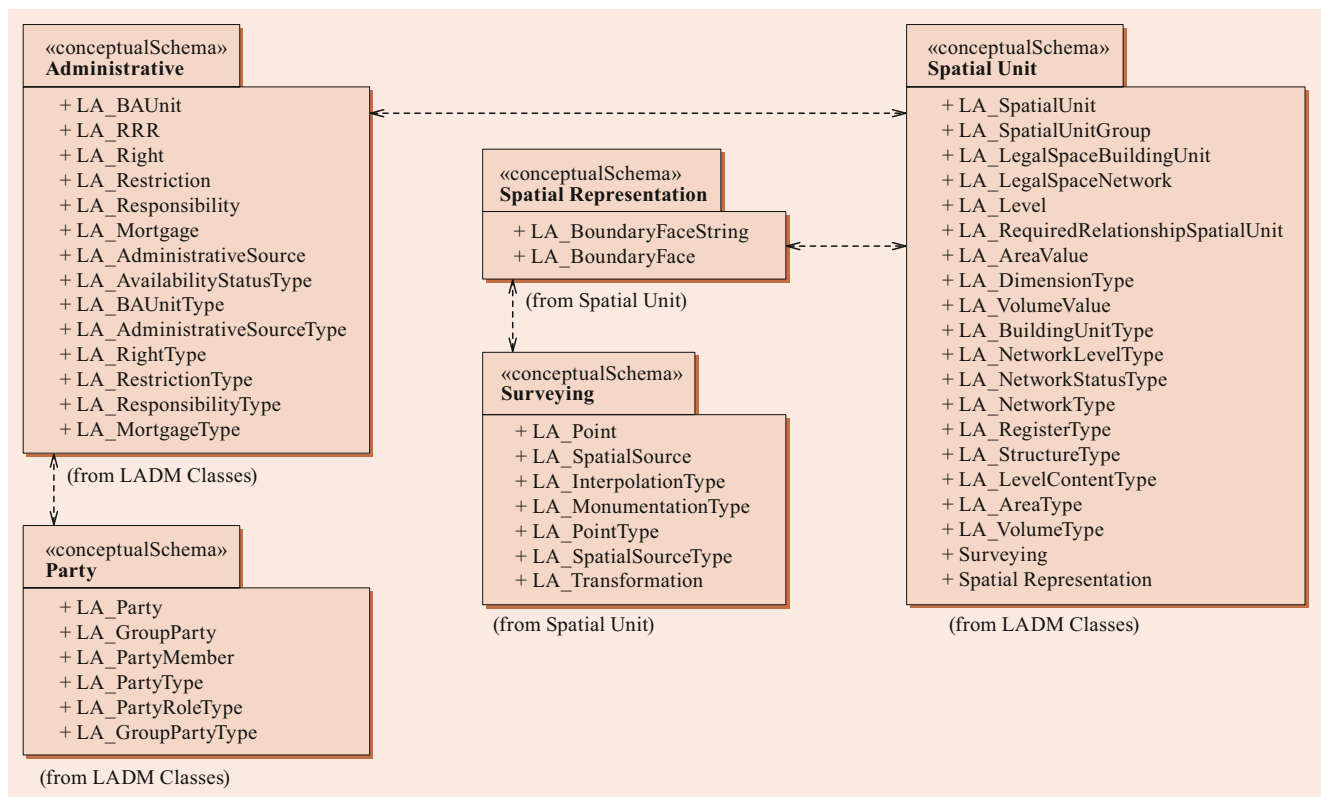 «conceptualSchema»
Administrative
+ LA_BAUnit
+ LA_RRR
+ LA_Right
+ LA_Restriction
+ LA_Responsibility
+ LA_Mortgage
+ LA_AdministrativeSource
+ LA_AvailabilityStatusType
+ LA_BAUnitType
+ LA_AdministrativeSourceType
+ LA_RightType
+ LA_RestrictionType
+ LA_ResponsibilityType
+ LA_MortgageType
(from LADM Classes)
«conceptualSchema»
Party
+ LA_Party
+ LA_GroupParty
+ LA_PartyMember
+ LA_PartyType
+ LA_PartyRoleType
+ LA_GroupPartyType
(from LADM Classes)
«conceptualSchema»
Spatial Representation
+ LA_BoundaryFaceString
+ LA_BoundaryFace
(from Spatial Unit)
«conceptualSchema»
Surveying
+ LA_Point
+ LA_SpatialSource
+ LA_InterpolationType
+ LA_MonumentationType
+ LA_PointType
+ LA_SpatialSourceType
+ LA_Transformation
(from Spatial Unit)
«conceptualSchema»
Spatial Unit
+ LA_SpatialUnit
+ LA_SpatialUnitGroup
+ LA_LegalSpaceBuildingUnit
+ LA_LegalSpaceNetwork
+ LA_Level
+ LA_RequiredRelationshipSpatialUnit
+ LA_AreaValue
+ LA_DimensionType
+ LA_VolumeValue
+ LA_BuildingUnitType
+ LA_NetworkLevelType
+ LA_NetworkStatusType
+ LA_NetworkType
+ LA_RegisterType
+ LA_StructureType
+ LA_LevelContentType
+ LA_AreaType
+ LA_VolumeType
+ Surveying
+ Spatial Representation
(from LADM Classes)